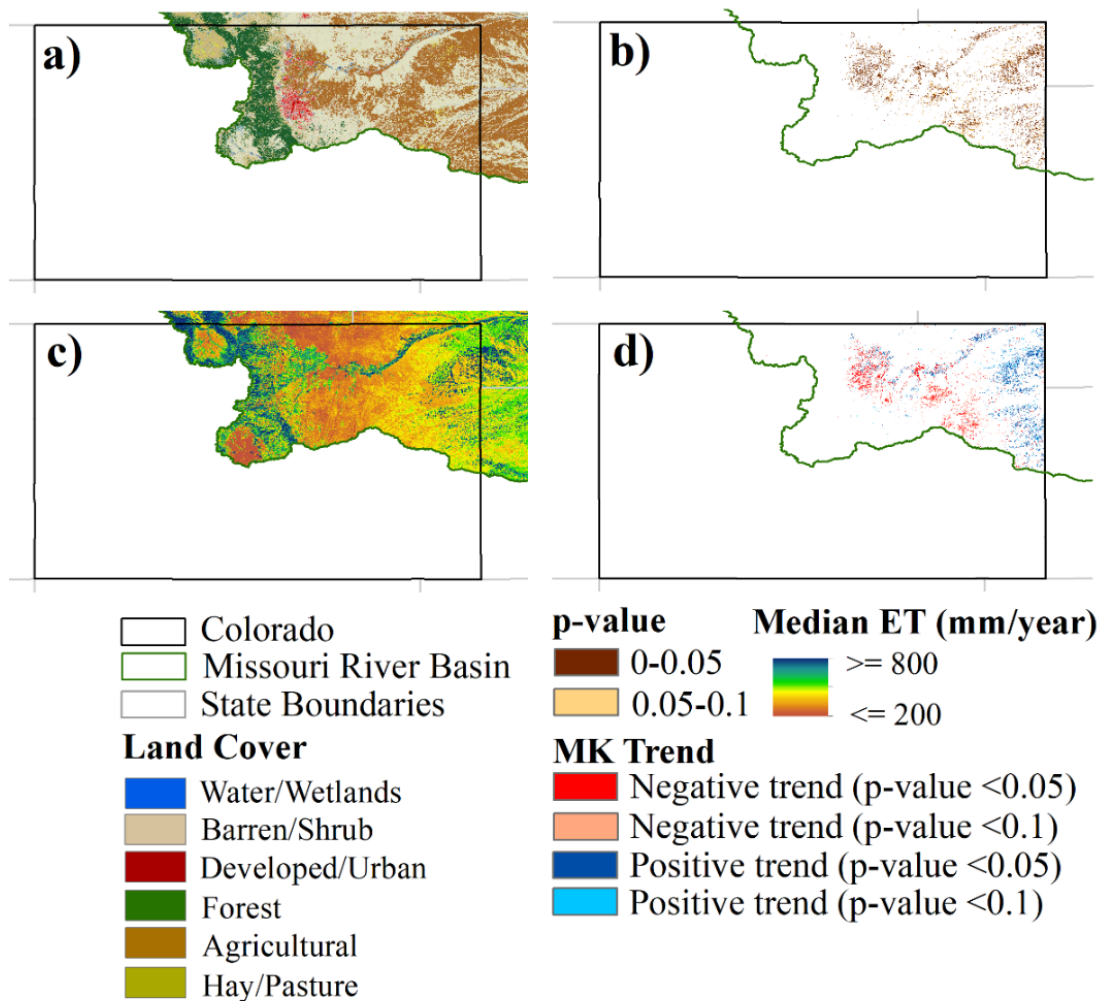 a)
b)
c)
d)
Colorado
Missouri River Basin
State Boundaries
Land Cover
Water/Wetlands
Barren/Shrub
Developed/Urban
Forest
Agricultural
Hay/Pasture
p-value
0-0.05
0.05-0.1
Median ET (mm/year)
>= 800
<= 200
MK Trend
Negative trend (p-value <0.05)
Negative trend (p-value <0.1)
Positive trend (p-value <0.05)
Positive trend (p-value <0.1)